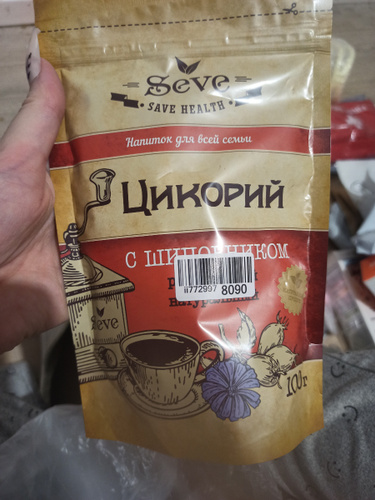 Seve
• SAVE HEALTH •
Напиток для всей семьи
ЦИКОРИЙ
С ШИПОВНИКОМ
8090
Seve
100г